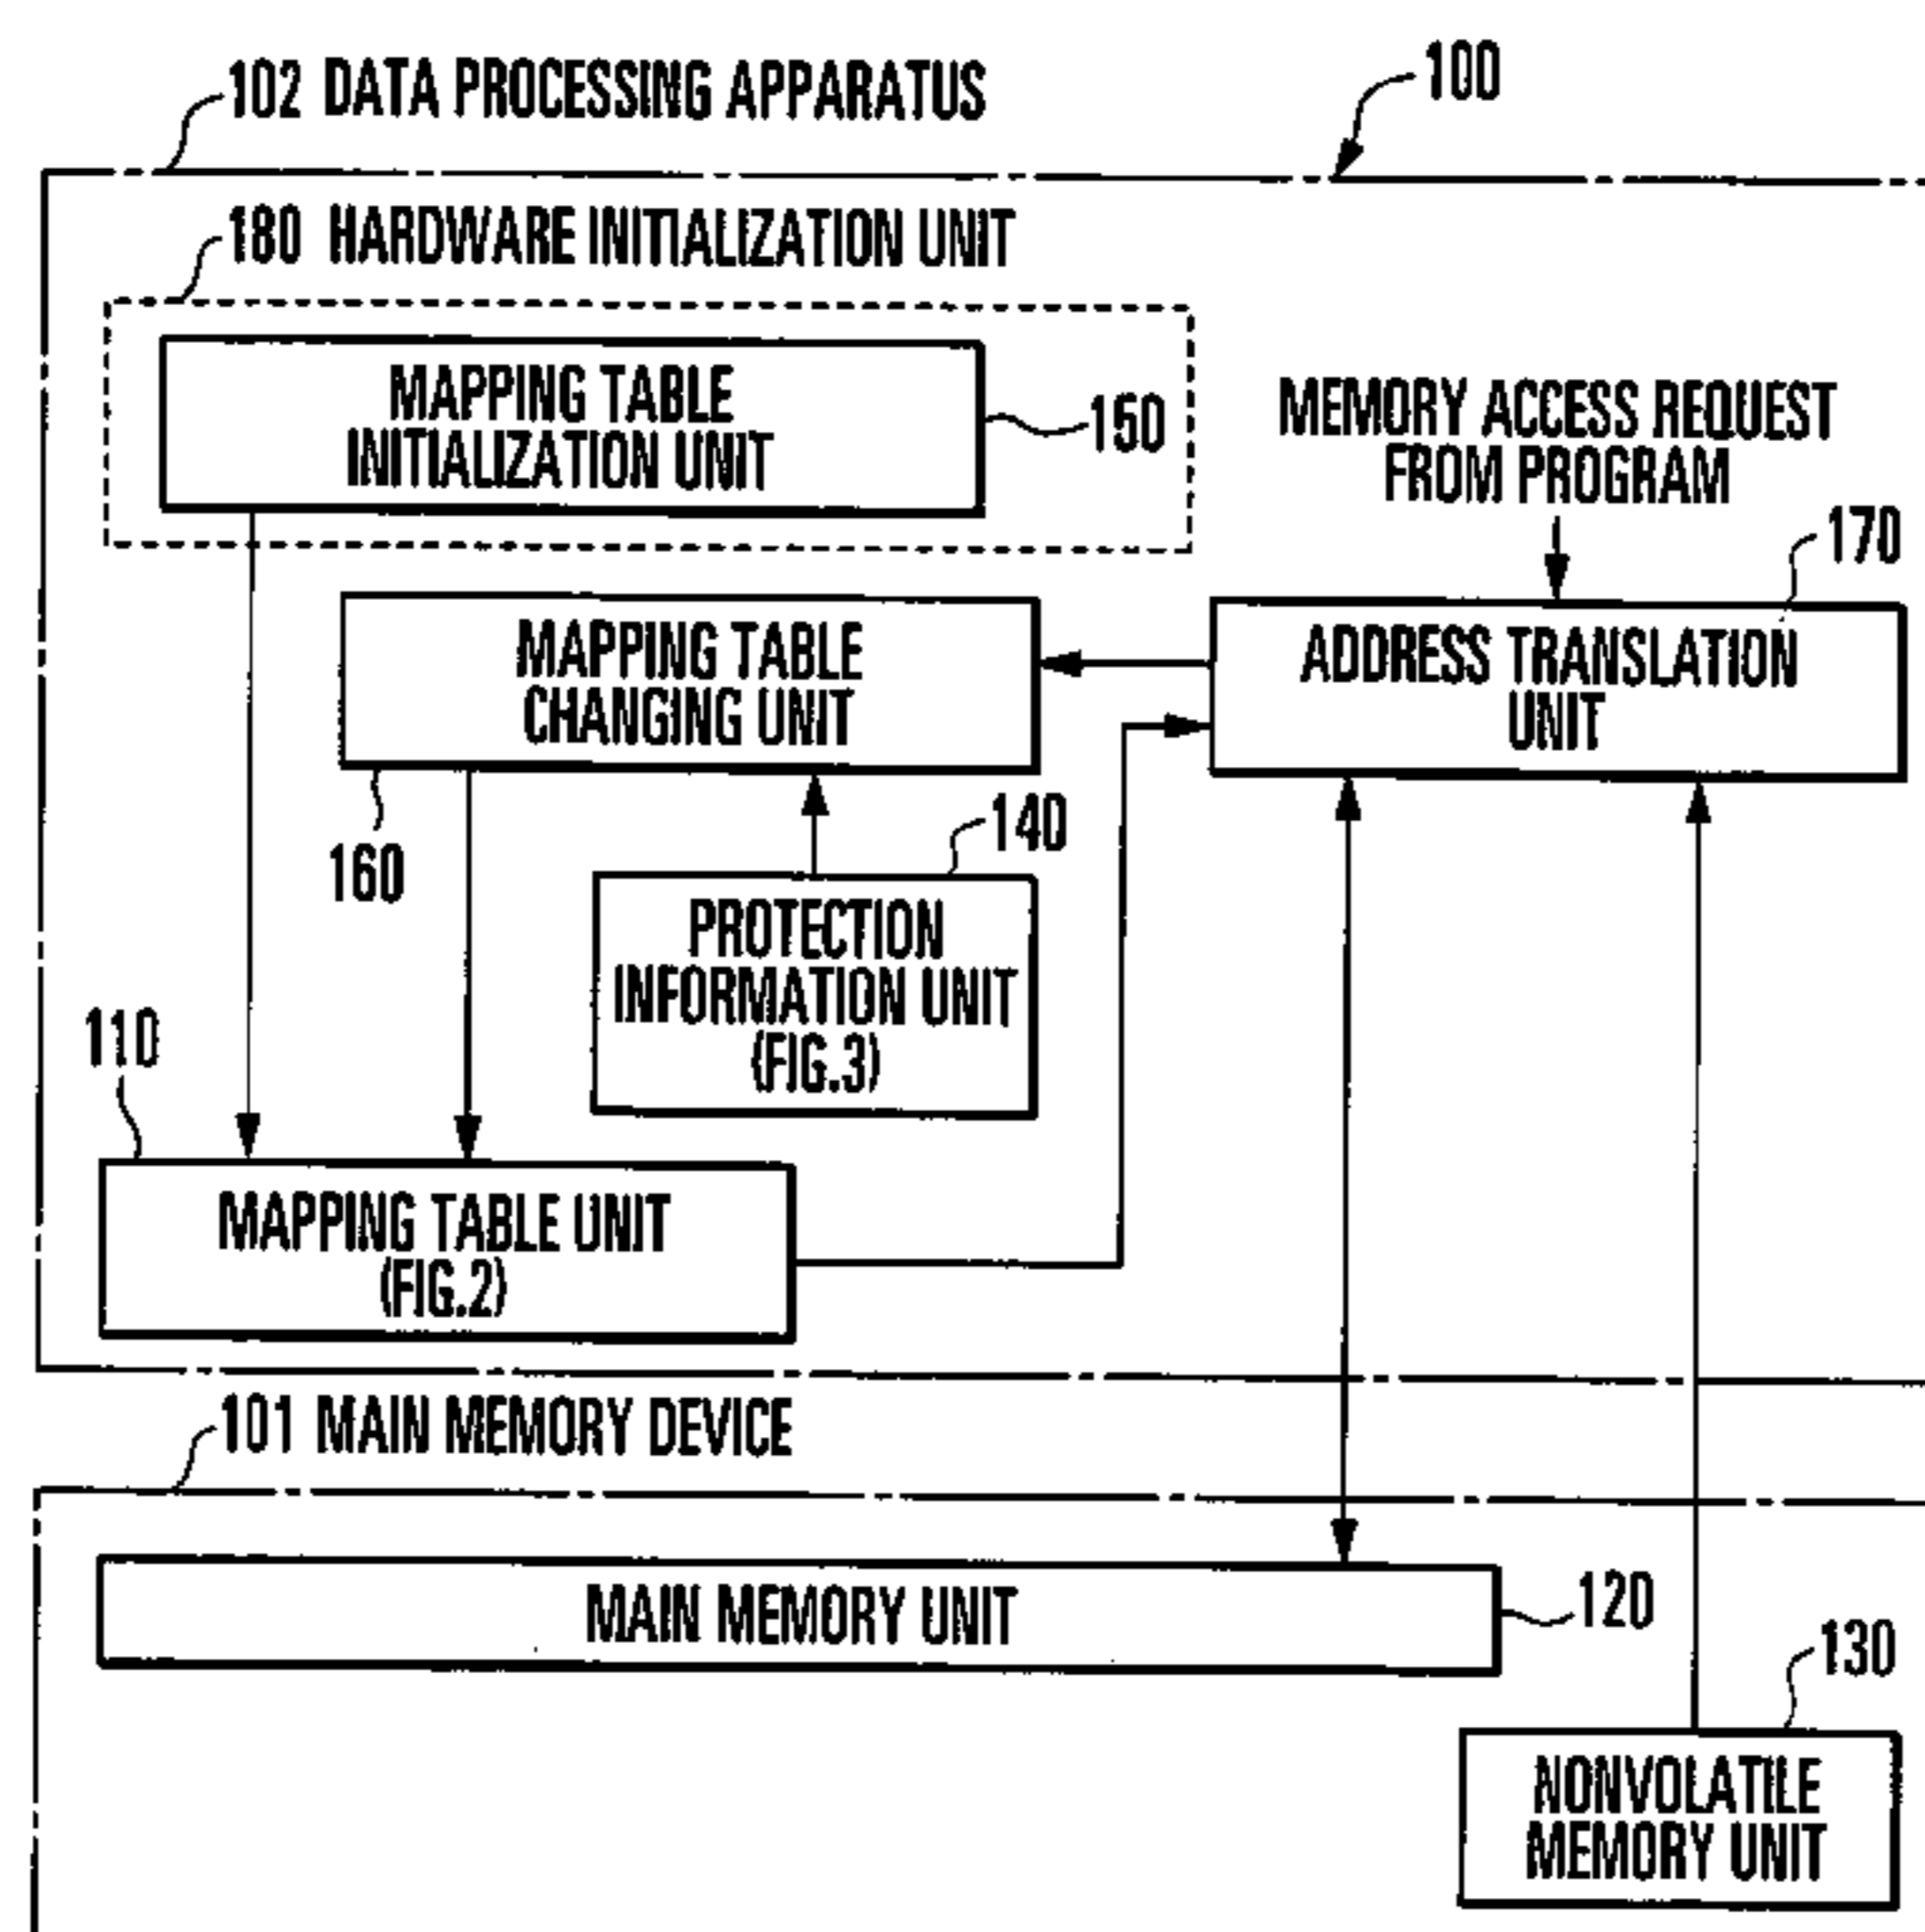 100
102 DATA PROCESSING APPARATUS
180 HARDWARE INITIALIZATION UNIT
MAPPING TABLE
INITIALIZATION UNIT
150
MEMORY ACCESS REQUEST
FROM PROGRAM
170
MAPPING TABLE
CHANGING UNIT
ADDRESS TRANSLATION
UNIT
160
140
PROTECTION
INFORMATION UNIT
(FIG.3)
110
MAPPING TABLE UNIT
(FIG.2)
101 MAIN MEMORY DEVICE
MAIN MEMORY UNIT
120
130
NONVOLATILE
MEMORY UNIT